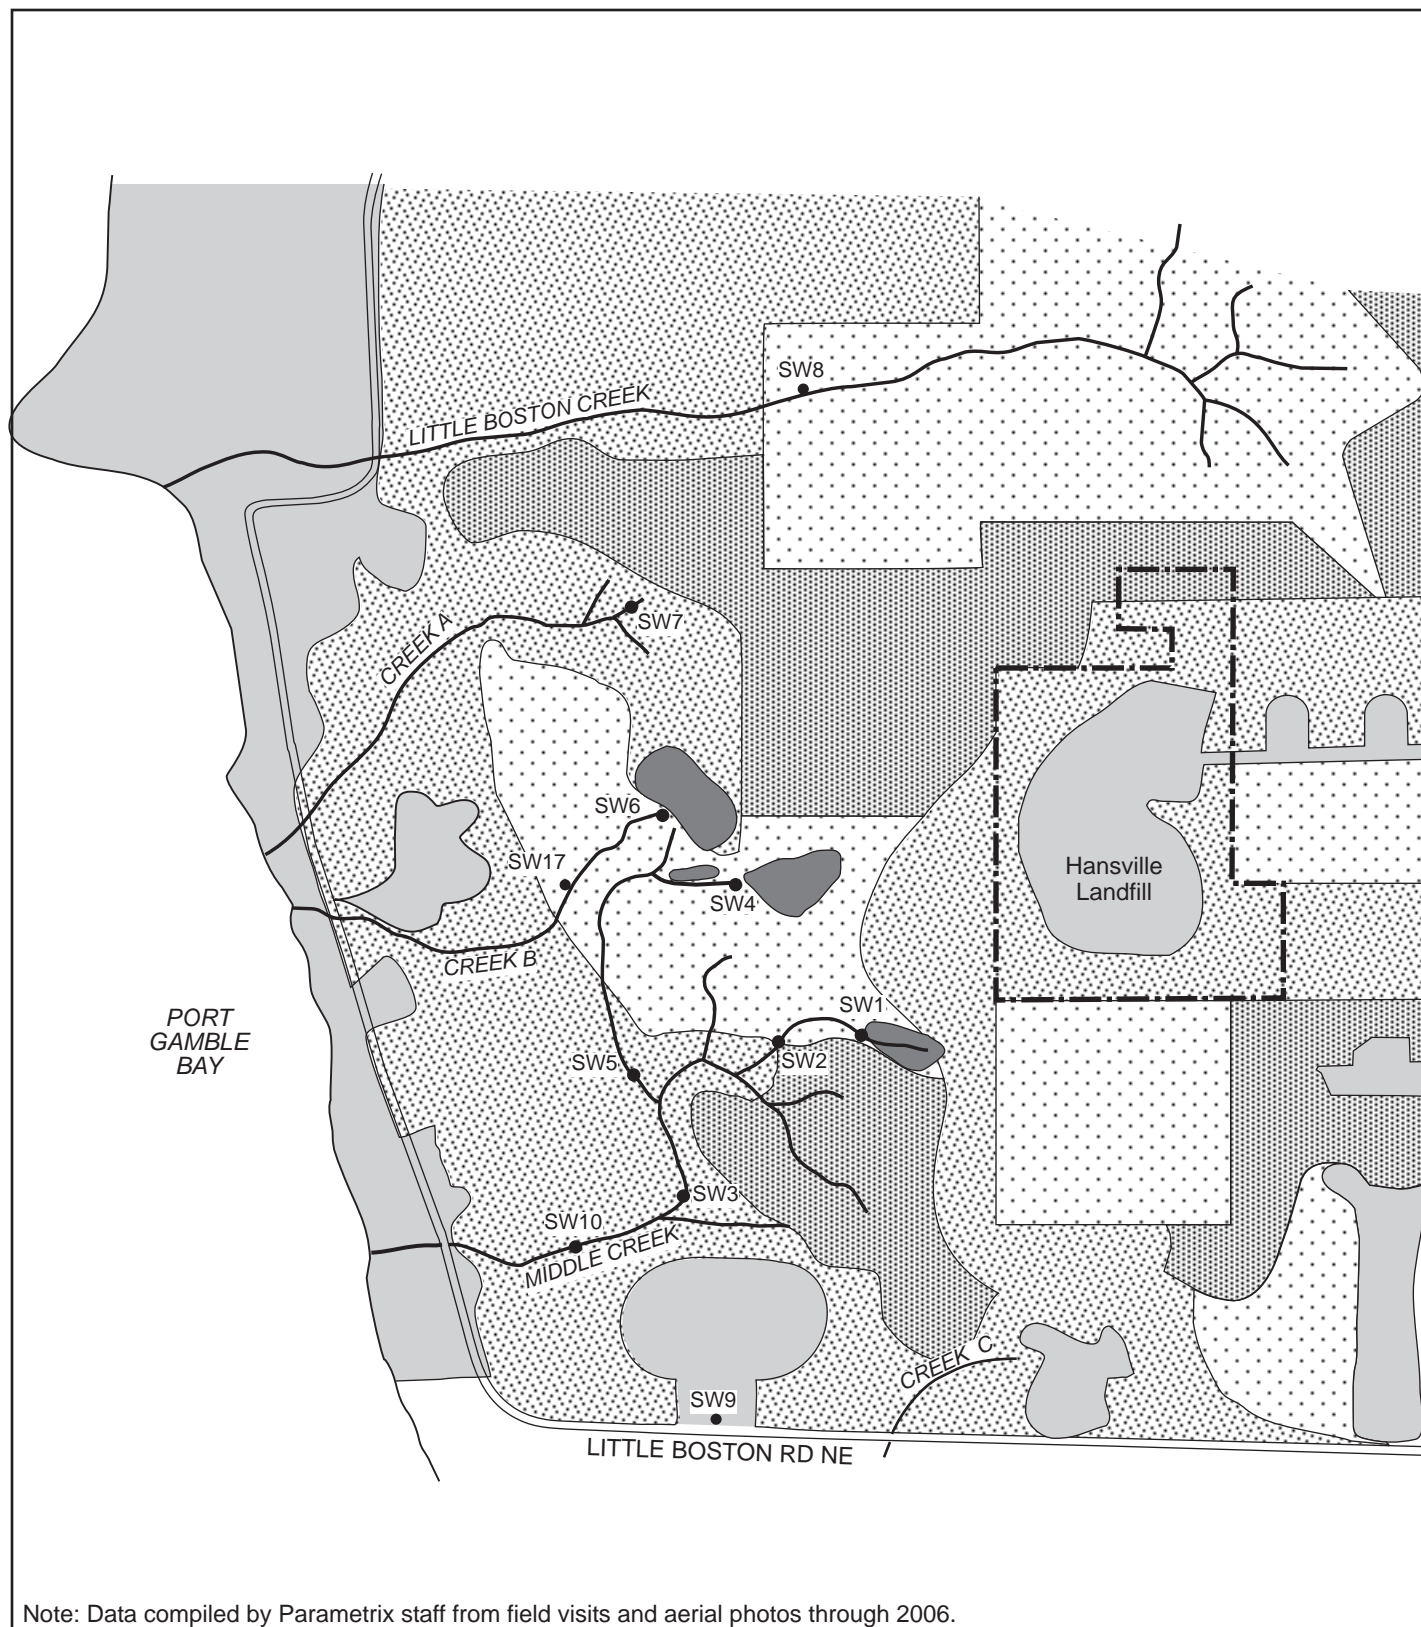 SW8
LITTLE BOSTON CREEK
SW7
CREEK A
SW6
SW17
SW4
Hansville
Landfill
CREEK B
SW1
PORT
GAMBLE
BAY
SW2
SW5
SW3
SW10
MIDDLE CREEK
CREEK C
SW9
LITTLE BOSTON RD NE
Note: Data compiled by Parametrix staff from field visits and aerial photos through 2006.